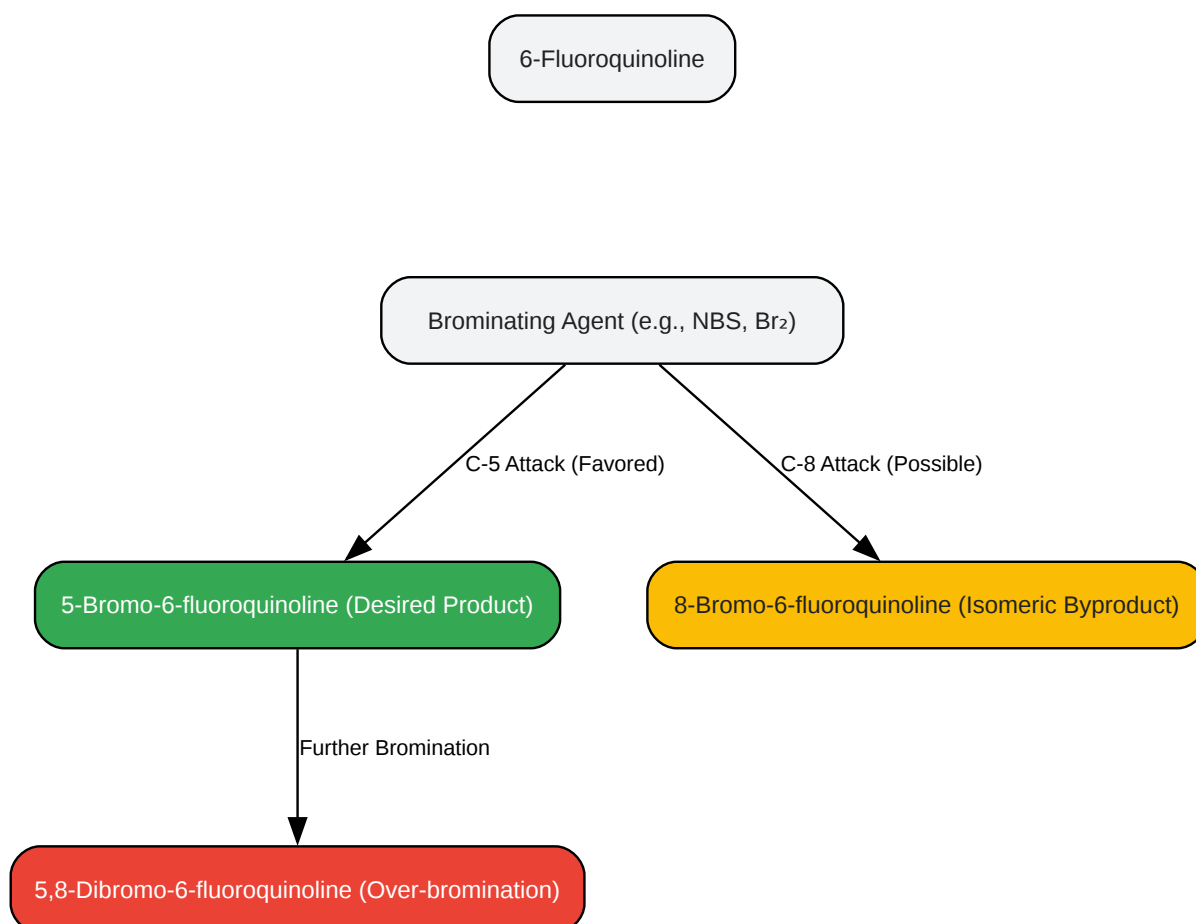 6-Fluoroquinoline
Brominating Agent (e.g., NBS, Br₂)
C-5 Attack (Favored)
C-8 Attack (Possible)
5-Bromo-6-fluoroquinoline (Desired Product)
8-Bromo-6-fluoroquinoline (Isomeric Byproduct)
Further Bromination
5,8-Dibromo-6-fluoroquinoline (Over-bromination)